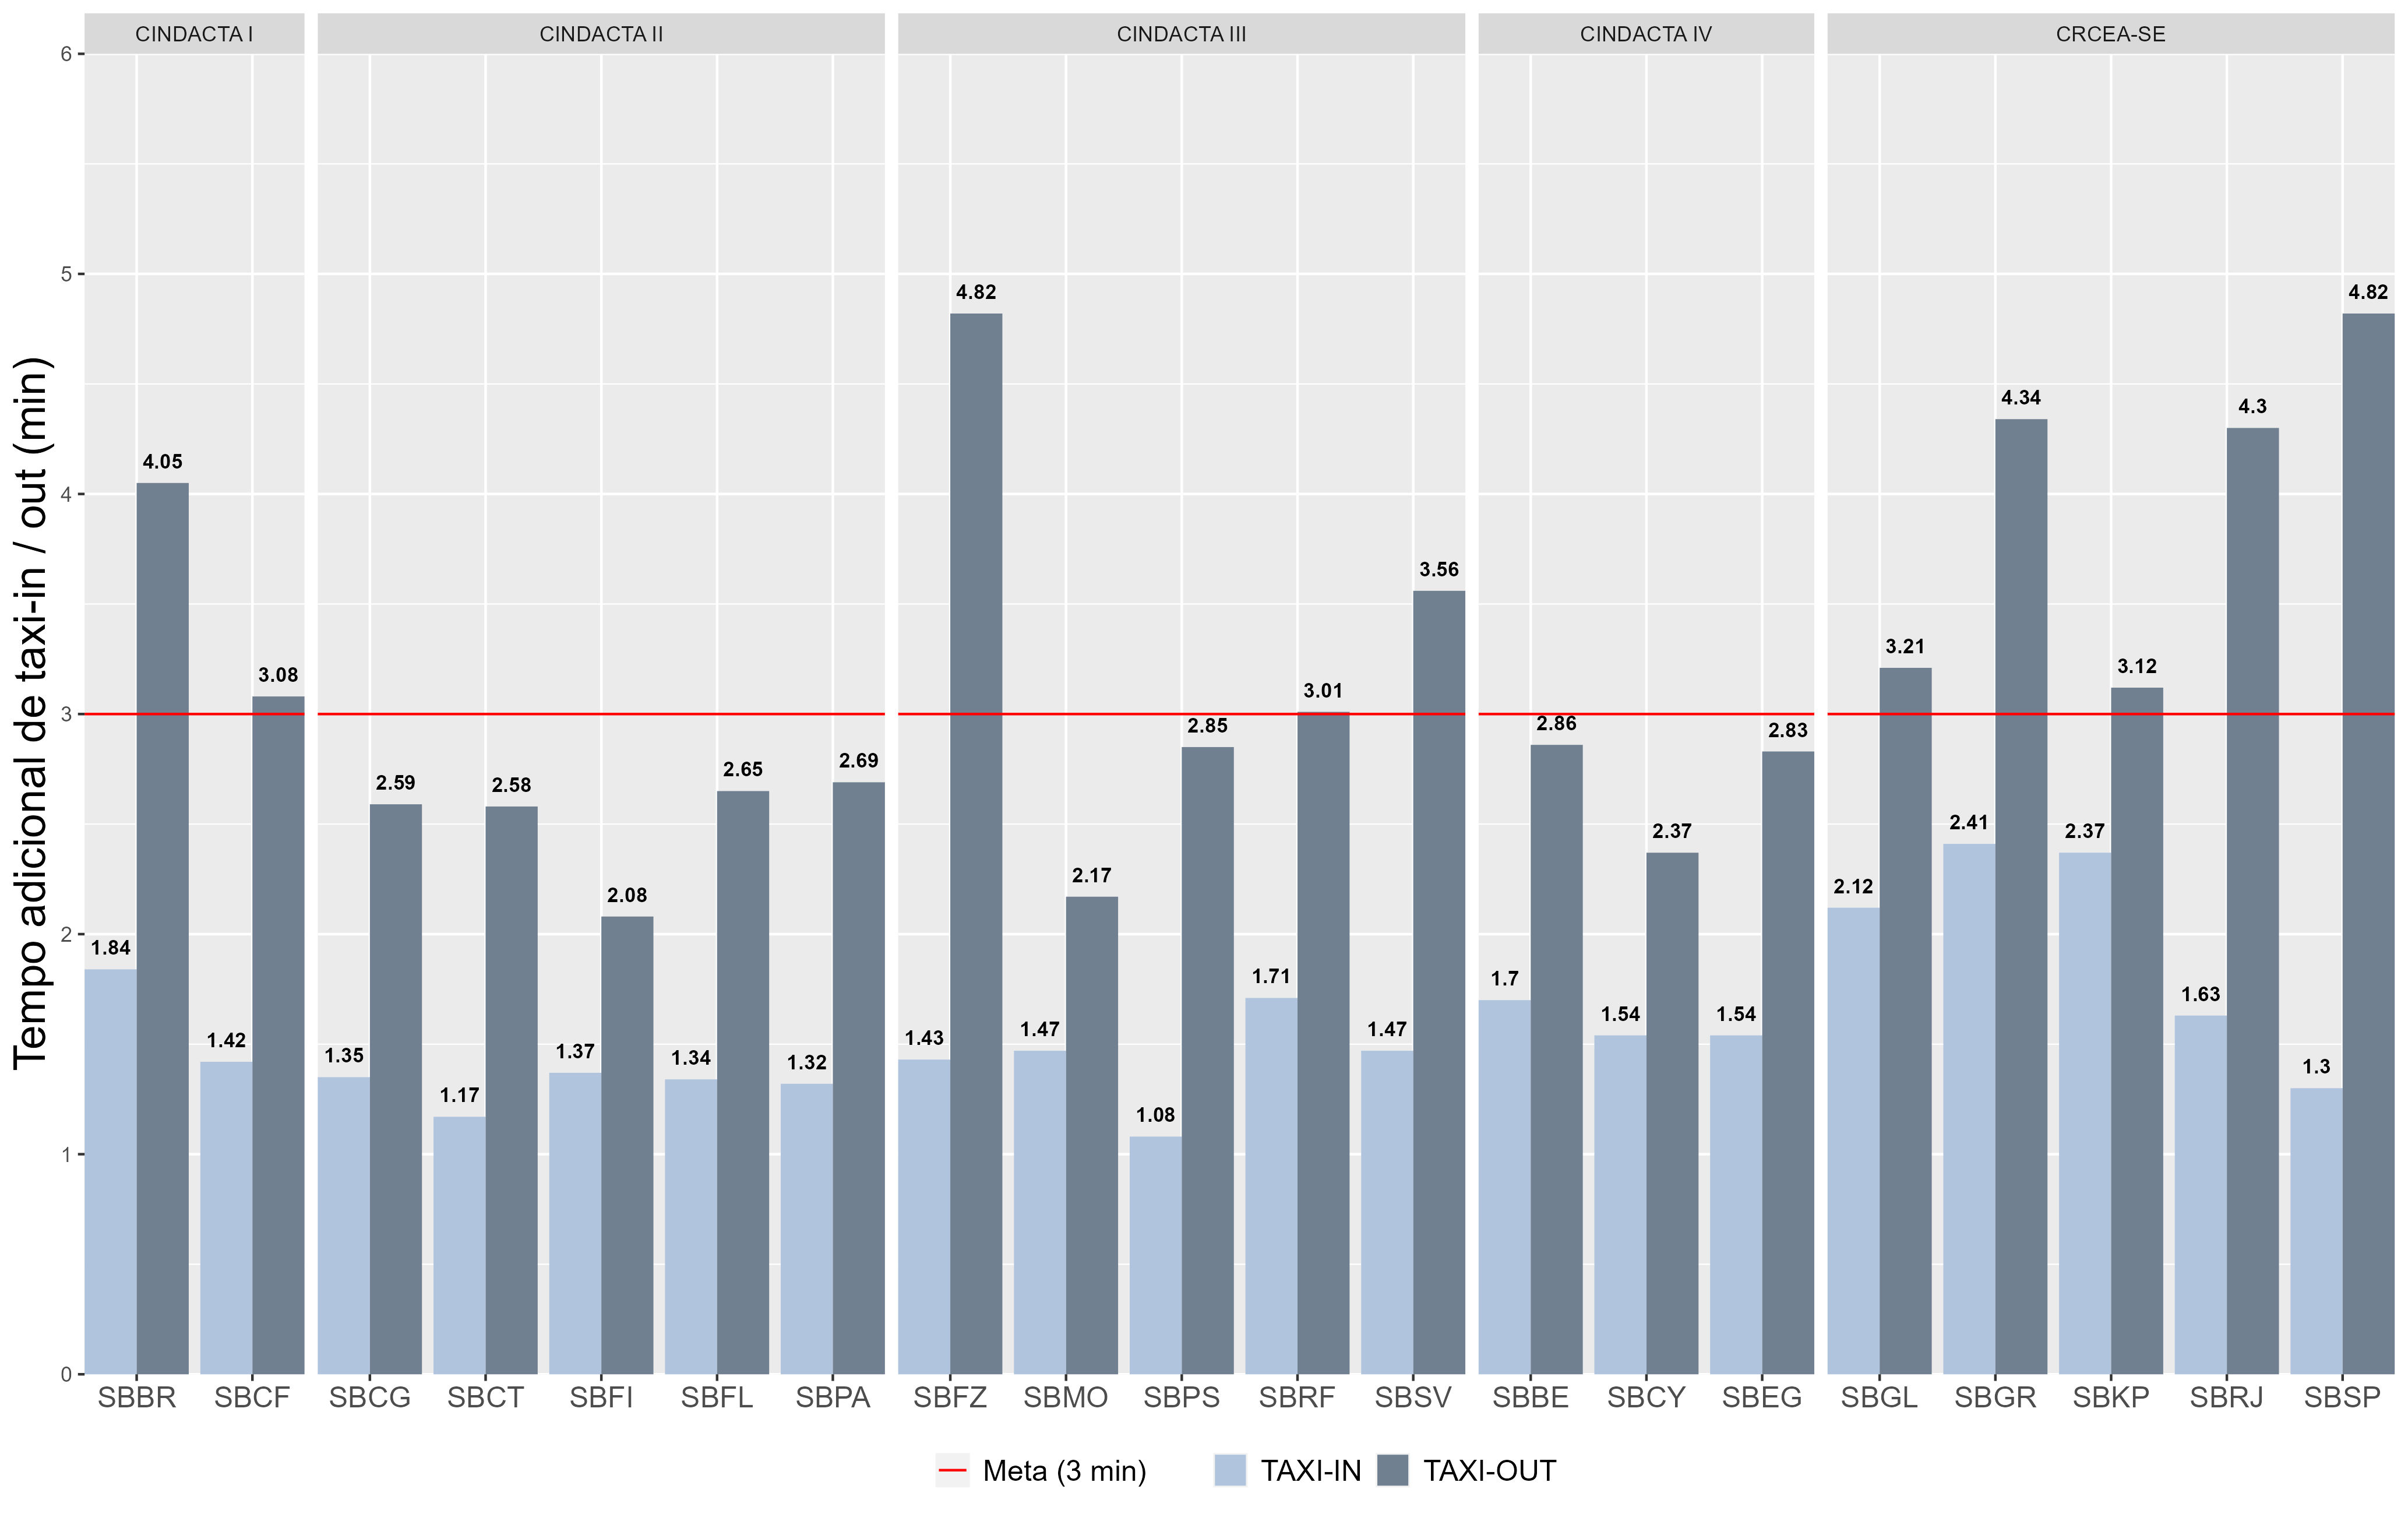 CINDACTA I CINDACTA II CINDACTA III CINDACTA IV CRCEA-SE
Tempo adicional de taxi-in / out (min)
6
5
4
3
2
1
0
1.84 4.05 1.42 3.08
1.35 2.59 1.17 2.58 1.37 2.08 1.34 2.65 1.32 2.69
1.43 4.82 1.47 2.17 1.08 2.85 1.71 3.01 1.47 3.56
1.7 2.86 1.54 2.37 1.54 2.83
2.12 3.21 2.41 4.34 2.37 3.12 1.63 4.3 1.3 4.82
SBBR SBCF SBCG SBCT SBFI SBFL SBPA SBFZ SBMO SBPS SBRF SBSV SBBE SBCY SBEG SBGL SBGR SBKP SBRJ SBSP
Meta (3 min) TAXI-IN TAXI-OUT